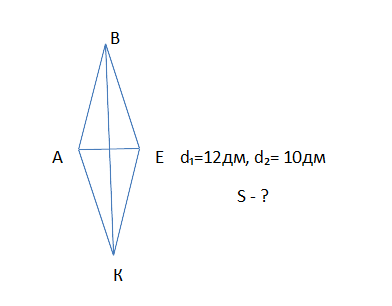 В
А
Е d₁=12дм, d₂= 10дм
S - ?
К